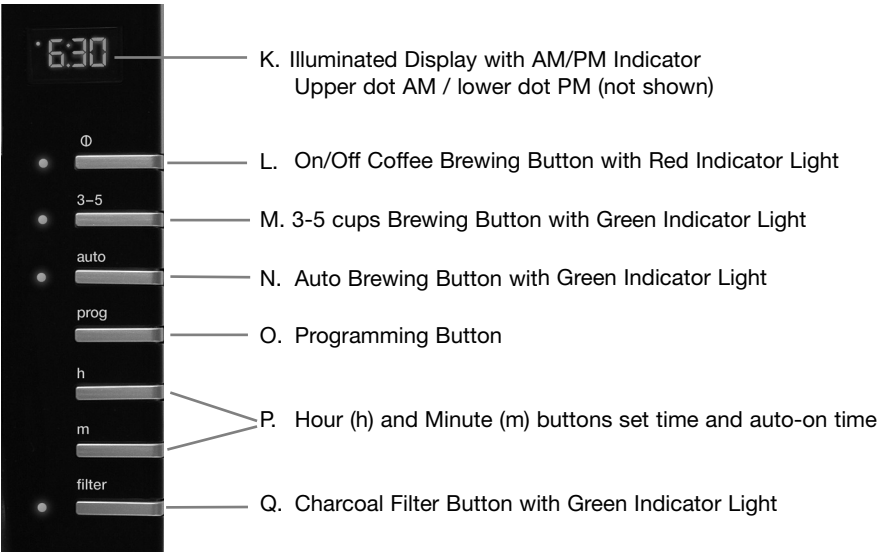 6:30
K. Illuminated Display with AM/PM Indicator
Upper dot AM / lower dot PM (not shown)
L. On/Off Coffee Brewing Button with Red Indicator Light
3–5
M. 3-5 cups Brewing Button with Green Indicator Light
auto
N. Auto Brewing Button with Green Indicator Light
prog
O. Programming Button
h
P. Hour (h) and Minute (m) buttons set time and auto-on time
m
filter
Q. Charcoal Filter Button with Green Indicator Light